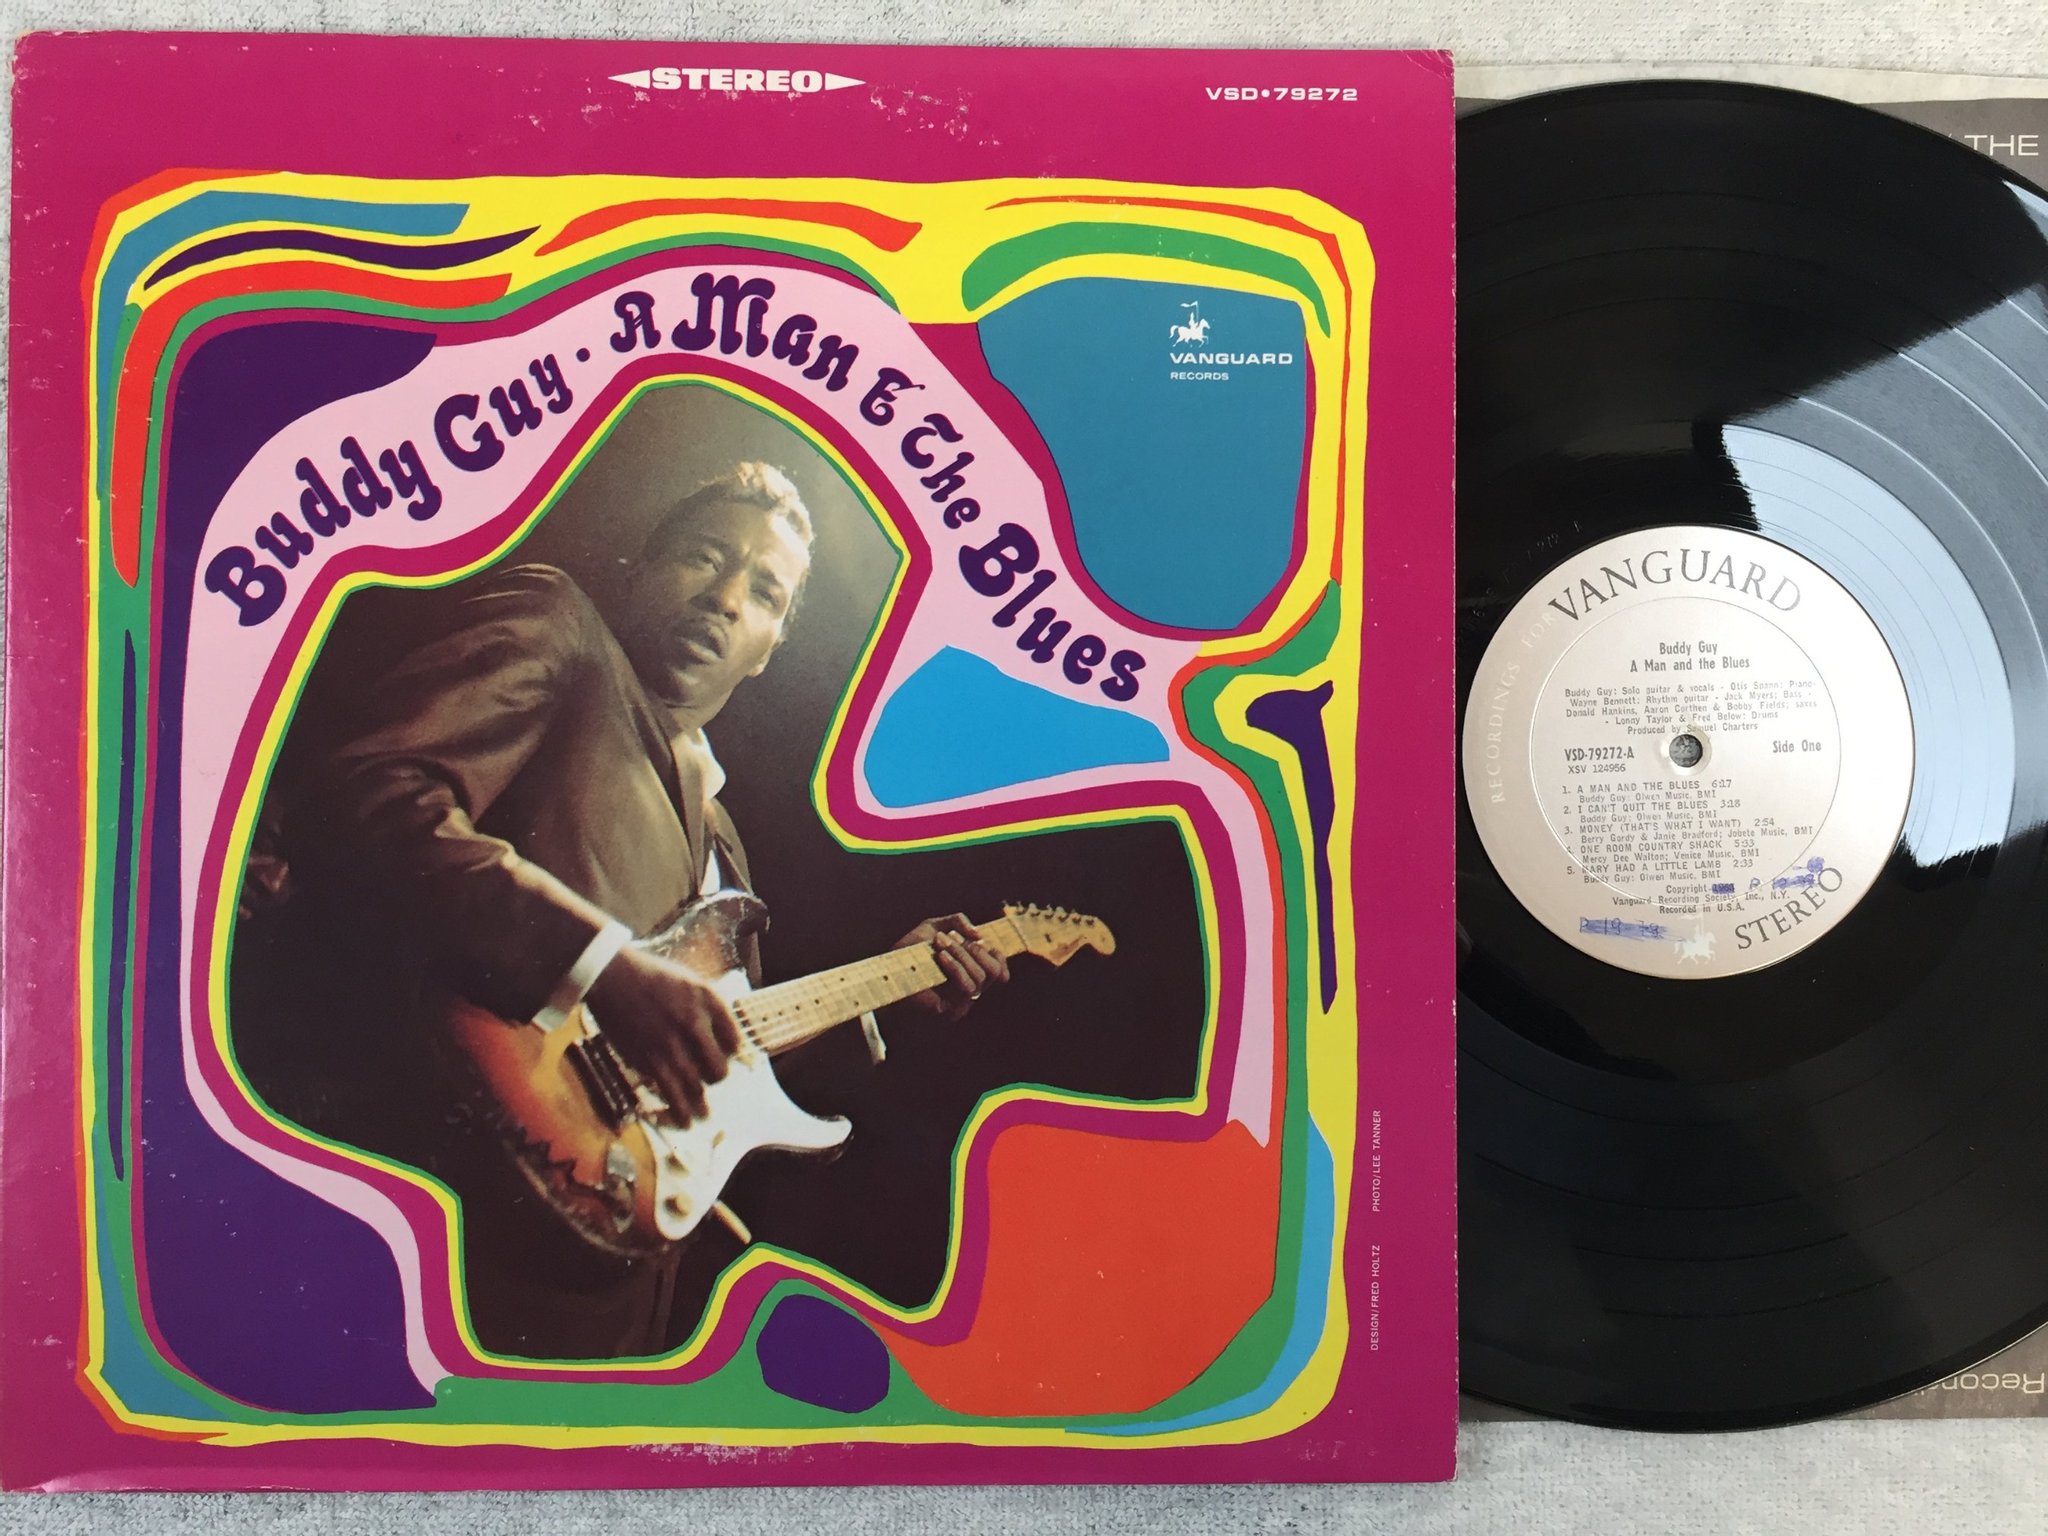 STEREO
VSD•79272
Buddy Guy · A Man & The Blues
VANGUARD
RECORDS
PHOTO/LEE TANNER
DESIGN/FRED HOLTZ
THE
RECORDINGS FOR
VANGUARD
Buddy Guy
A Man and the Blues
Buddy Guy: Solo guitar & vocals - Otis Spann: Piano-
Wayne Bennett: Rhythm guitar - Jack Myers; Bass -
Donald Hankins, Aaron Corthen & Bobby Fields; saxes
- Lonny Taylor & Fred Below: Drums
Produced by Samuel Charters
VSD-79272-A
Side One
XSV 124956
1. A MAN AND THE BLUES 6:17
Buddy Guy: Olwen Music, BMI
2. I CAN'T QUIT THE BLUES 3:18
Buddy Guy: Olwen Music, BMI
3. MONEY (THAT'S WHAT I WANT) 2:54
Berry Gordy & Janie Bradford; Jobete Music, BMI
4. ONE ROOM COUNTRY SHACK 5:33
Mercy Dee Walton; Venice Music, BMI
5. MARY HAD A LITTLE LAMB 2:33
Buddy Guy: Olwen Music, BMI
Copyright
Vanguard Recording Society, Inc., N.Y.
Recorded in U.S.A.
STEREO